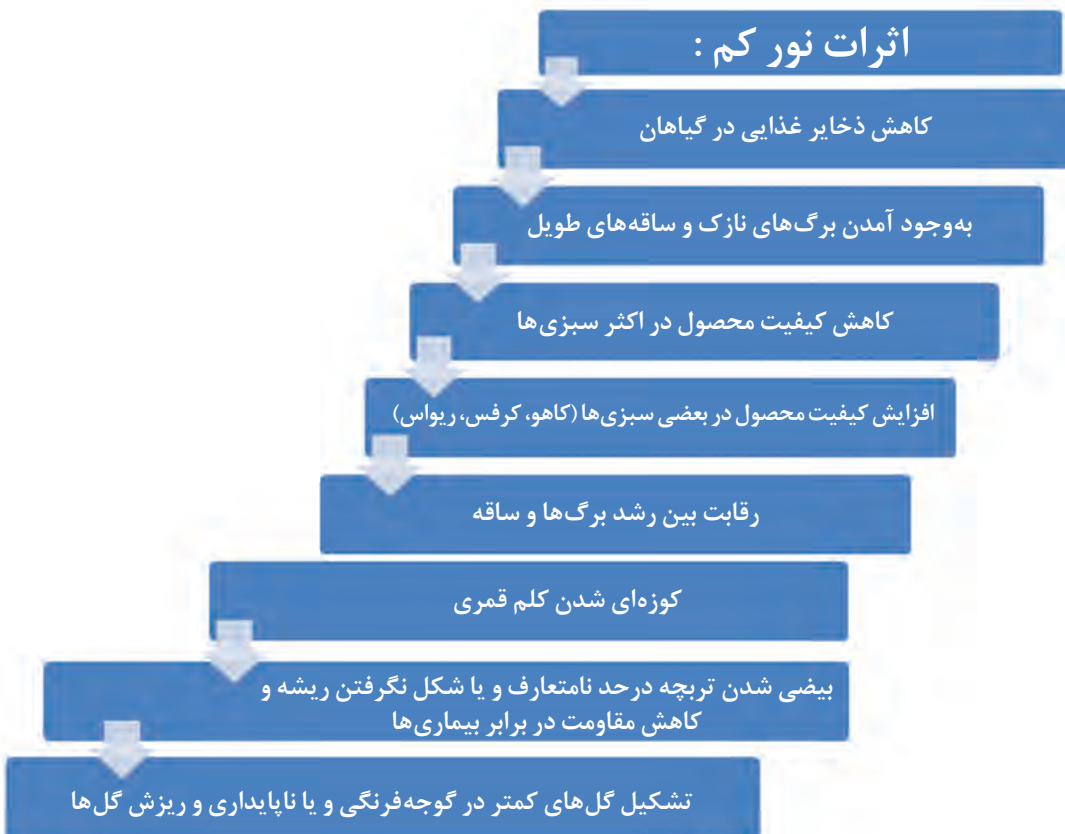 اثرات نور کم :
کاهش ذخایر غذایی در گیاهان
به‌وجود آمدن برگ‌های نازک و ساقه‌های طویل
کاهش کیفیت محصول در اکثر سبزی‌ها
افزایش کیفیت محصول در بعضی سبزی‌ها (کاهو، کرفس، ریواس)
رقابت بین رشد برگ‌ها و ساقه
کوزه‌ای شدن کلم قمری
بیضی شدن تربچه درحد نامتعارف و یا شکل نگرفتن ریشه و
کاهش مقاومت در برابر بیماری‌ها
تشکیل گل‌های کمتر در گوجه‌فرنگی و یا ناپایداری و ریزش گل‌ها